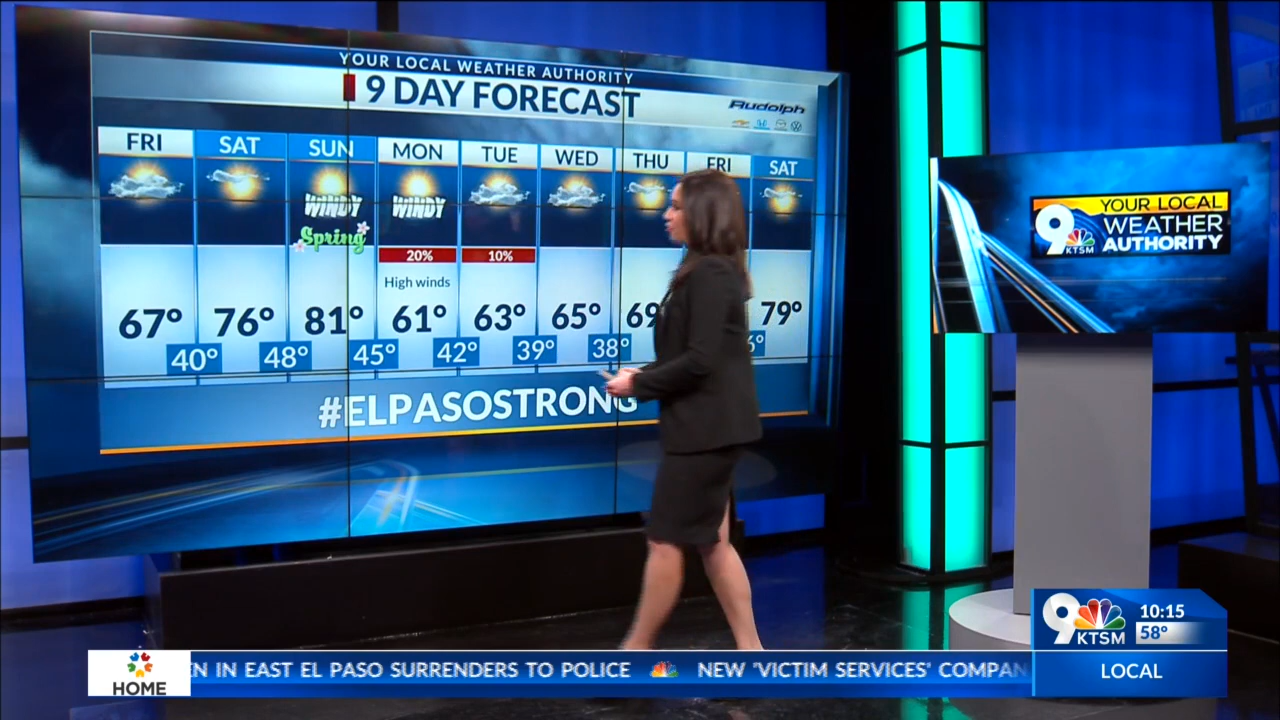 YOUR LOCAL WEATHER AUTHORITY
9 DAY FORECAST
Rudolph
FRI SAT SUN MON TUE WED THU FRI SAT
WINDY WINDY
Spring
20% 10%
High winds
67° 76° 81° 61° 63° 65° 79°
40° 48° 45° 42° 39° 38°
#ELPASOSTRONG
9 KTSM
YOUR LOCAL
WEATHER
AUTHORITY
9 KTSM
10:15
58°
LOCAL
HOME
EN IN EAST EL PASO SURRENDERS TO POLICE NEW 'VICTIM SERVICES' COMPAN